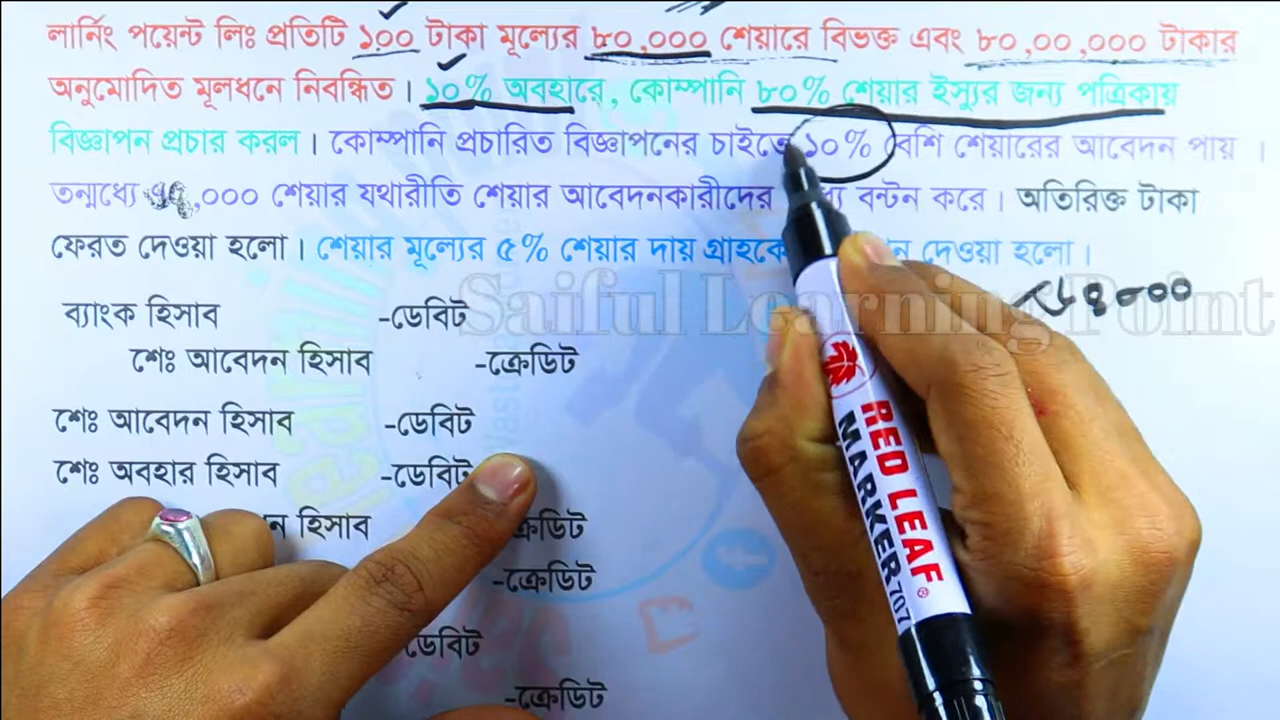 লার্নিং পয়েন্ট লিঃ প্রতিটি ১০০ টাকা মূল্যের ৮০,০০০ শেয়ারে বিভক্ত এবং ৮০,০০,০০০ টাকার
অনুমোদিত মূলধনে নিবন্ধিত । ১০% অবহারে, কোম্পানি ৮০% শেয়ার ইস্যুর জন্য পত্রিকায়
বিজ্ঞাপন প্রচার করল । কোম্পানি প্রচারিত বিজ্ঞাপনের চাইতে ১০% বেশি শেয়ারের আবেদন পায় ।
তন্মধ্যে ,০০০ শেয়ার যথারীতি শেয়ার আবেদনকারীদের বন্টন করে । অতিরিক্ত টাকা
ফেরত দেওয়া হলো । শেয়ার মূল্যের ৫% শেয়ার দায় গ্রাহকে দেওয়া হলো ।
Saiful Learning Point
ব্যাংক হিসাব -ডেবিট
শেঃ আবেদন হিসাব -ক্রেডিট
শেঃ আবেদন হিসাব -ডেবিট
শেঃ অবহার হিসাব -ডেবিট
হিসাব ক্রেডিট
-ক্রেডিট
ডেবিট
-ক্রেডিট
RED LEAF
MARKER 707